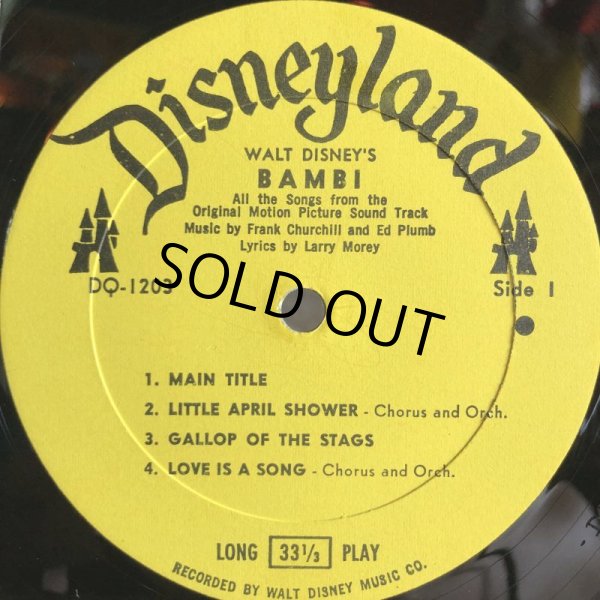 Disneyland
WALT DISNEY'S
BAMBI
All the Songs from the
Original Motion Picture Sound Track
Music by Frank Churchill and Ed Plumb
Lyrics by Larry Morey
DQ-1203
Side 1
SOLD OUT
1. MAIN TITLE
2. LITTLE APRIL SHOWER - Chorus and Orch.
3. GALLOP OF THE STAGS
4. LOVE IS A SONG - Chorus and Orch.
LONG 33⅓ PLAY
RECORDED BY WALT DISNEY MUSIC CO.